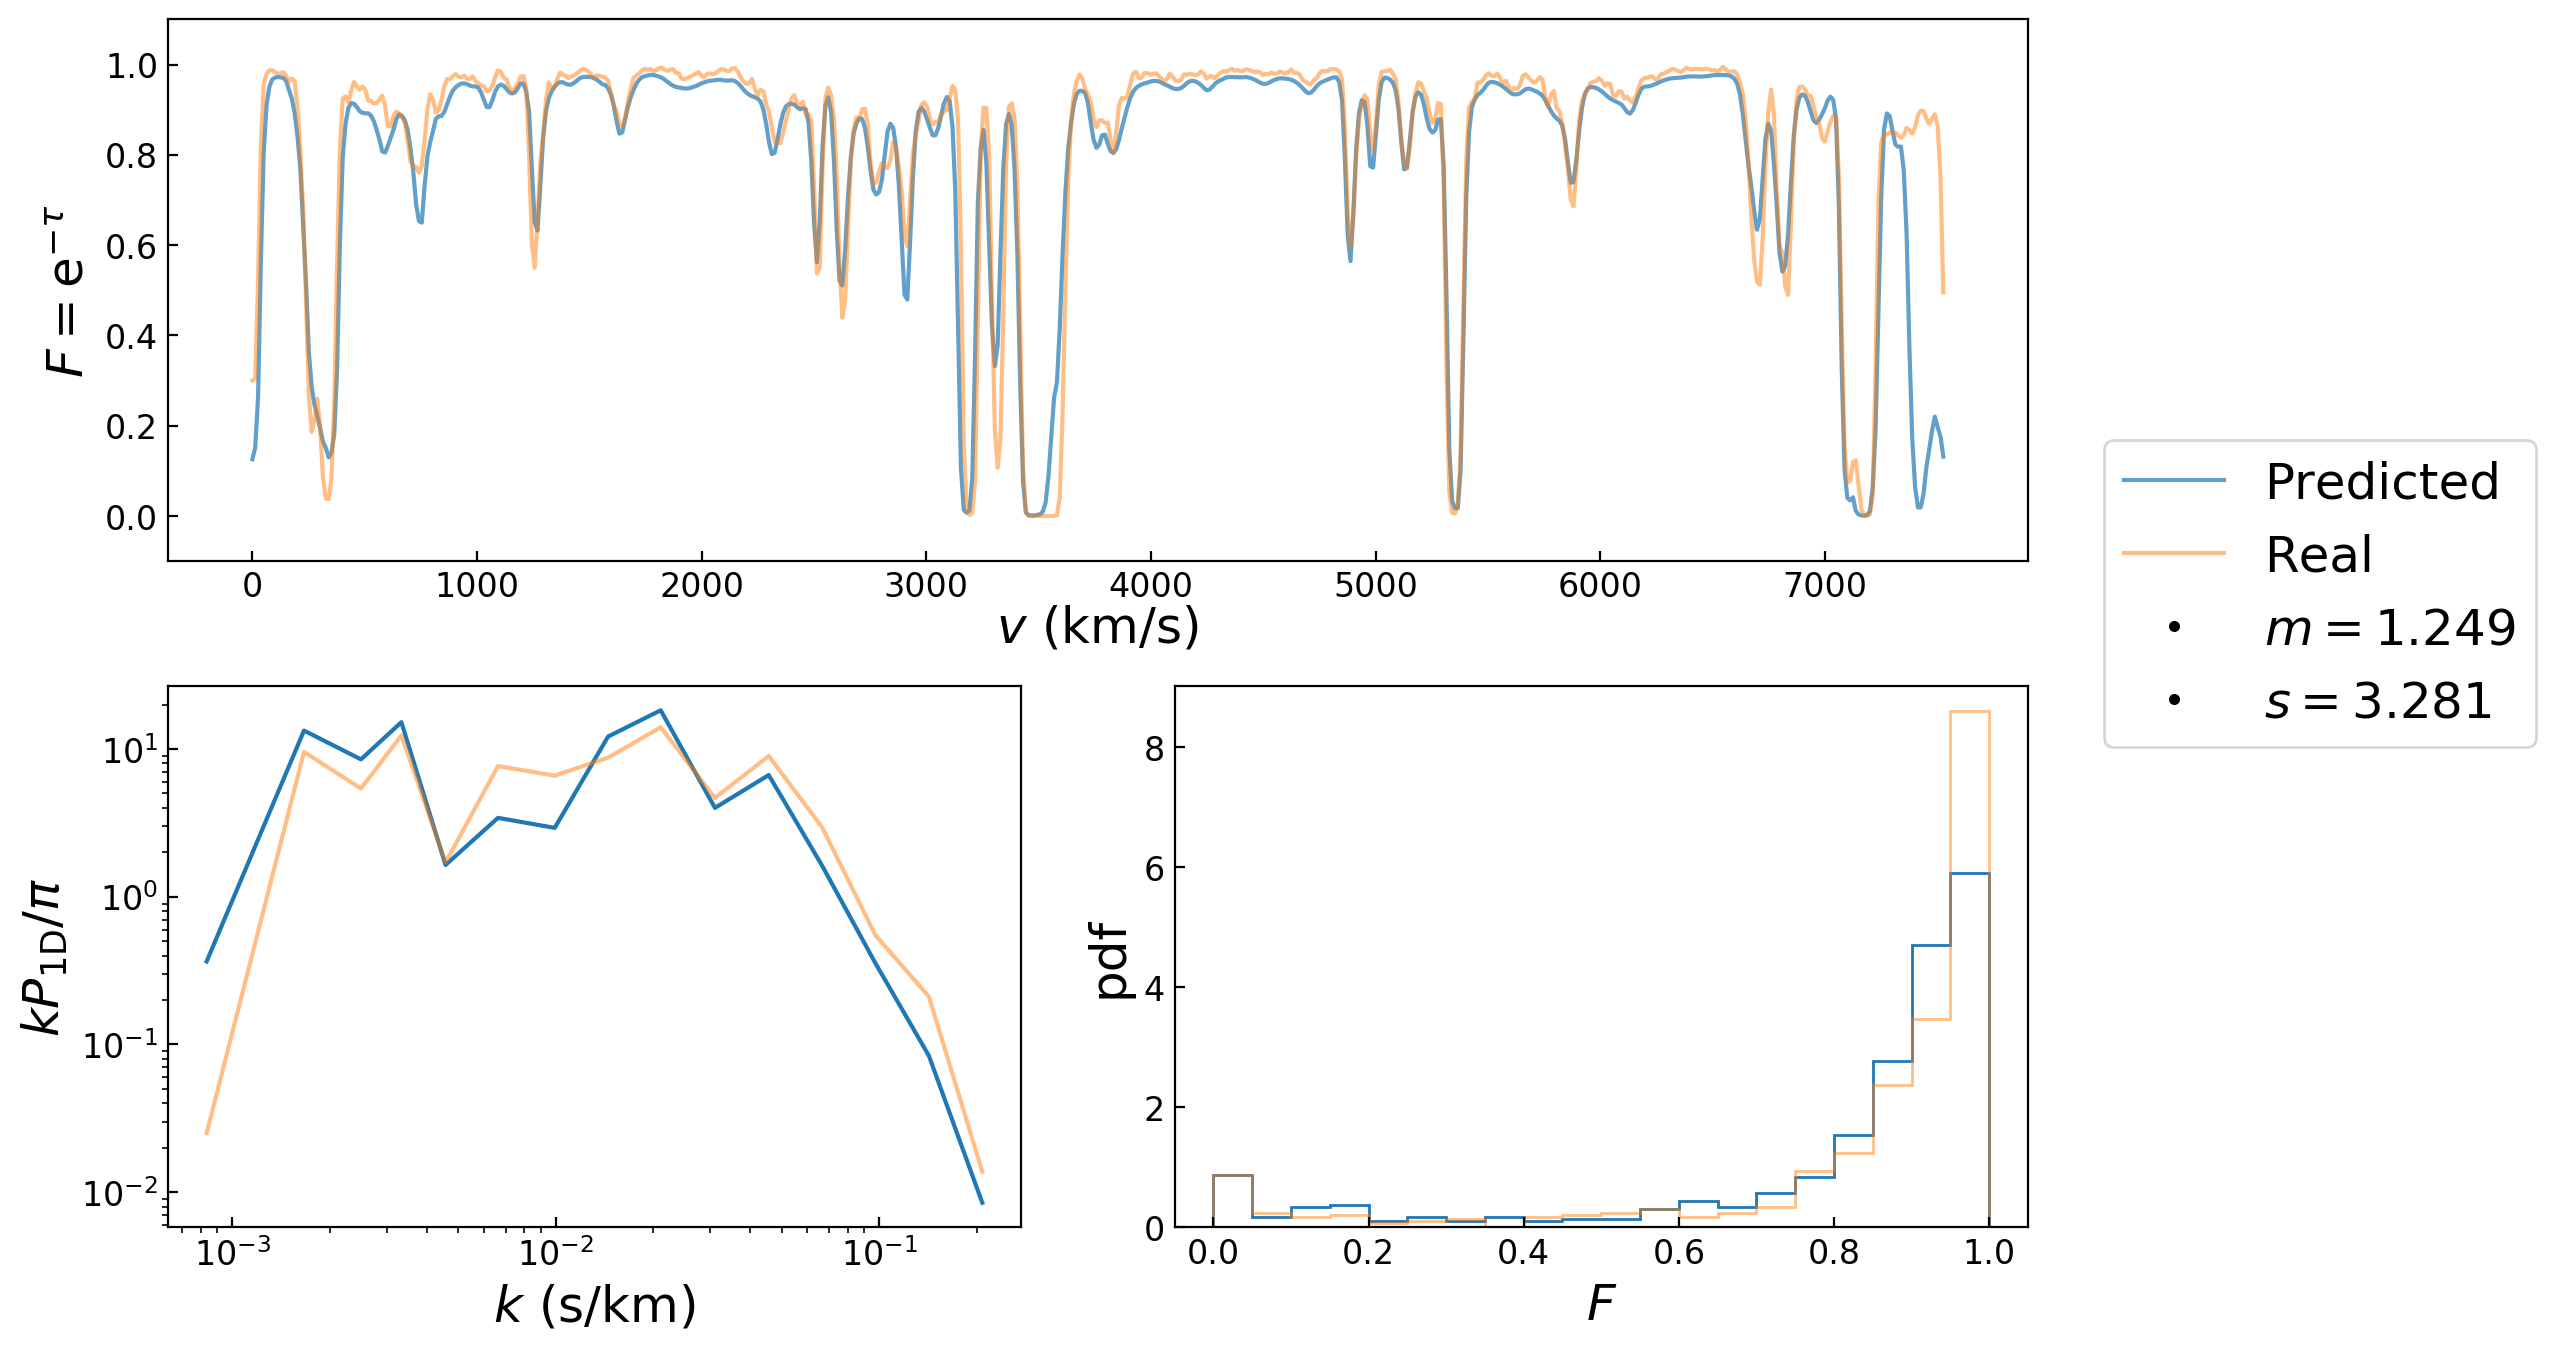 1.0
0.8
0.6
0.4
0.2
0.0
F = e^{−τ}
0 1000 2000 3000 4000 5000 6000 7000
v (km/s)
Predicted
Real
m = 1.249
s = 3.281
10^1
10^0
10^{−1}
10^{−2}
kP_{1D}/π
10^{−3} 10^{−2} 10^{−1}
k (s/km)
8
6
4
2
0
pdf
0.0 0.2 0.4 0.6 0.8 1.0
F